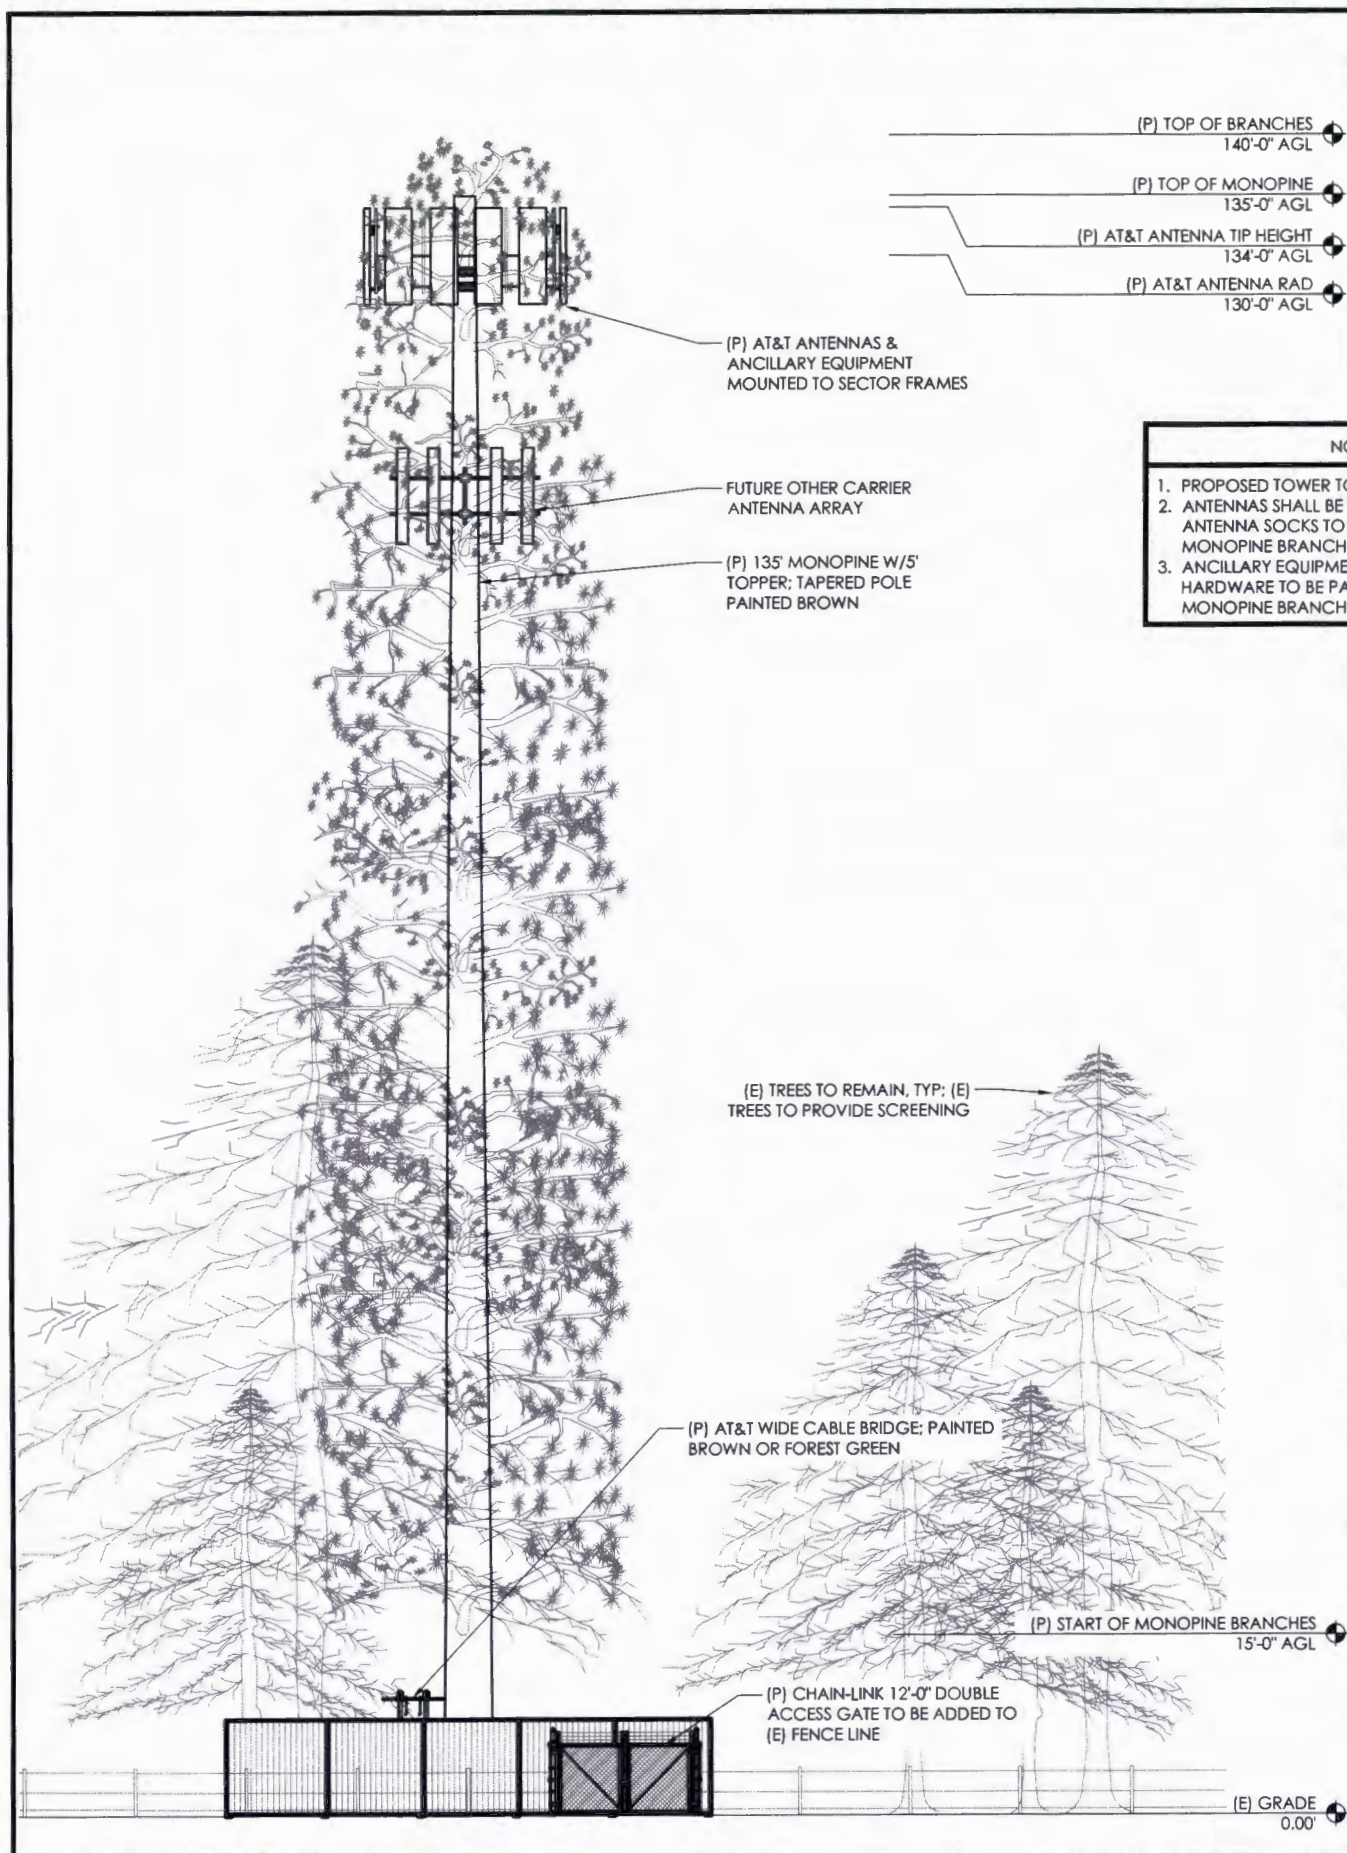 (P) TOP OF BRANCHES
140'-0" AGL
(P) TOP OF MONOPINE
135'-0" AGL
(P) AT&T ANTENNA TIP HEIGHT
134'-0" AGL
(P) AT&T ANTENNA RAD
130'-0" AGL
(P) AT&T ANTENNAS &
ANCILLARY EQUIPMENT
MOUNTED TO SECTOR FRAMES
FUTURE OTHER CARRIER
ANTENNA ARRAY
(P) 135' MONOPINE W/5'
TOPPER; TAPERED POLE
PAINTED BROWN
NO
1. PROPOSED TOWER TO
2. ANTENNAS SHALL BE
ANTENNA SOCKS TO
MONOPINE BRANCH
3. ANCILLARY EQUIPME
HARDWARE TO BE PA
MONOPINE BRANCH
(E) TREES TO REMAIN, TYP; (E)
TREES TO PROVIDE SCREENING
(P) AT&T WIDE CABLE BRIDGE; PAINTED
BROWN OR FOREST GREEN
(P) START OF MONOPINE BRANCHES
15'-0" AGL
(P) CHAIN-LINK 12'-0" DOUBLE
ACCESS GATE TO BE ADDED TO
(E) FENCE LINE
(E) GRADE
0.00'